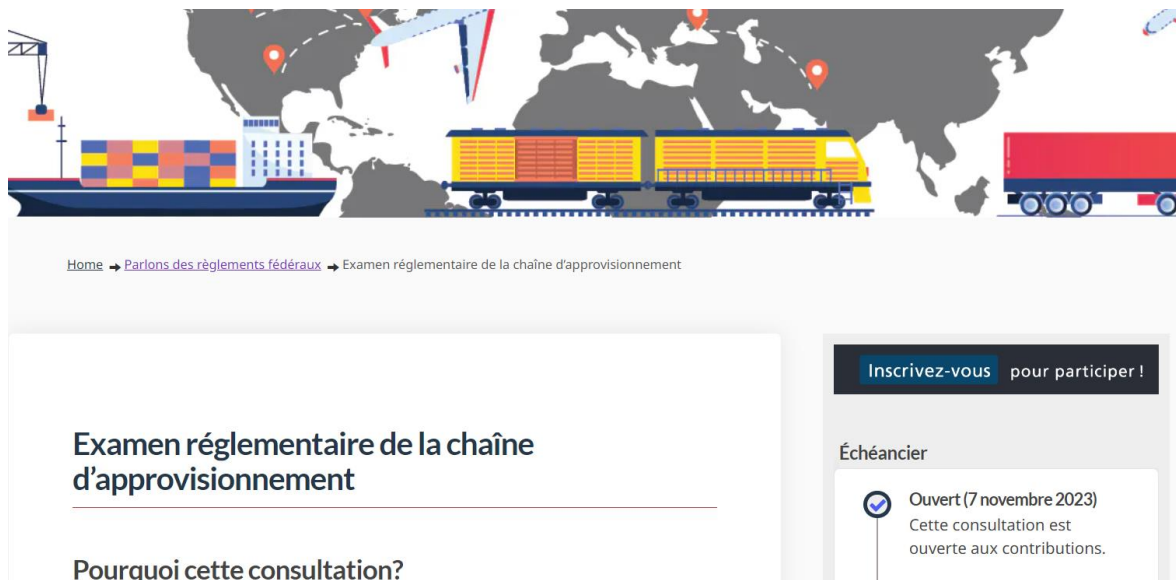 Home → Parlons des règlements fédéraux → Examen réglementaire de la chaîne d'approvisionnement
Inscrivez-vous pour participer !
Examen réglementaire de la chaîne
d’approvisionnement
Pourquoi cette consultation?
Échéancier
Ouvert (7 novembre 2023)
Cette consultation est
ouverte aux contributions.